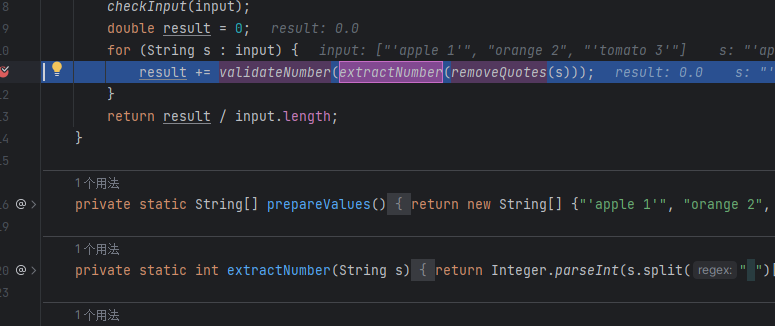 8 checkInput(input);
9 double result = 0; result: 0.0
10 for (String s : input) { input: ["'apple 1'", "orange 2", "'tomato 3'"] s: "'ap
result += validateNumber(extractNumber(removeQuotes(s))); result: 0.0 s: "'
12 }
13 return result / input.length;
14 }
15
1个用法
16 @ private static String[] prepareValues() { return new String[] {"'apple 1'", "orange 2",
19
1个用法
20 @ private static int extractNumber(String s) { return Integer.parseInt(s.split( regex: " ")[
23
1个用法